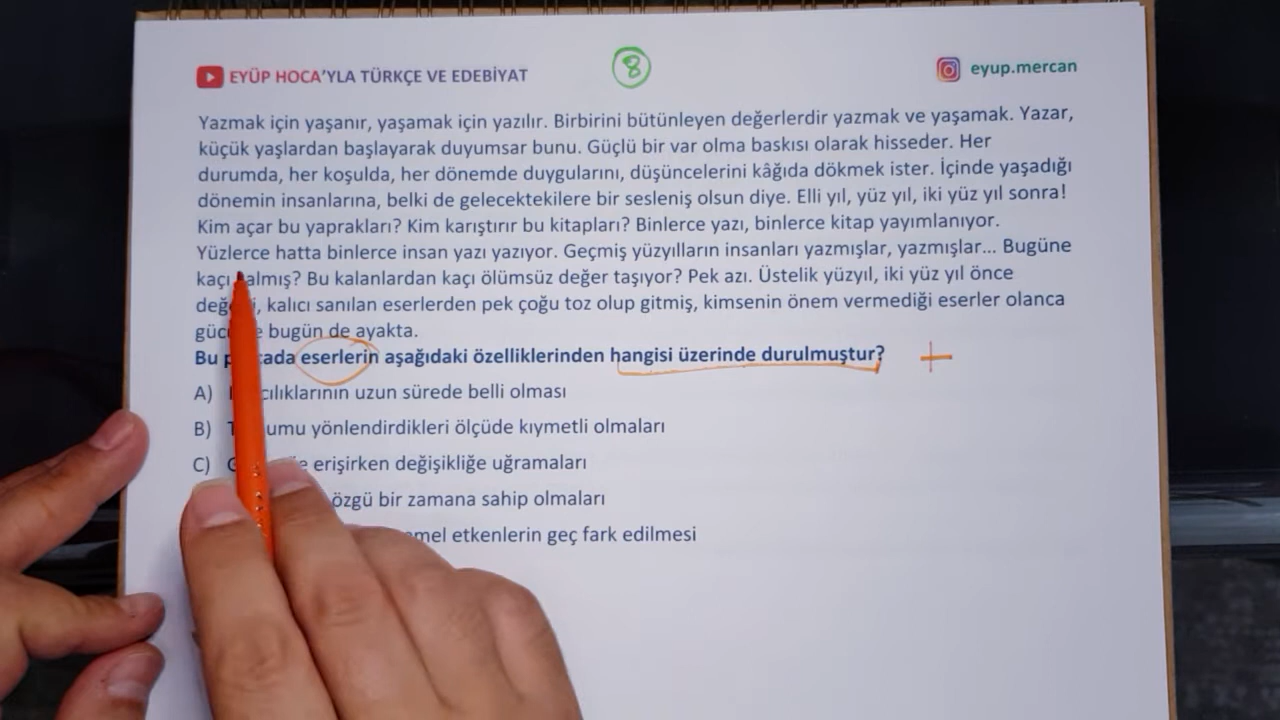 EYÜP HOCA'YLA TÜRKÇE VE EDEBİYAT
8
eyup.mercan
Yazmak için yaşanır, yaşamak için yazılır. Birbirini bütünleyen değerlerdir yazmak ve yaşamak. Yazar,
küçük yaşlardan başlayarak duyumsar bunu. Güçlü bir var olma baskısı olarak hisseder. Her
durumda, her koşulda, her dönemde duygularını, düşüncelerini kâğıda dökmek ister. İçinde yaşadığı
dönemin insanlarına, belki de gelecektekilere bir sesleniş olsun diye. Elli yıl, yüz yıl, iki yüz yıl sonra!
Kim açar bu yaprakları? Kim karıştırır bu kitapları? Binlerce yazı, binlerce kitap yayımlanıyor.
Yüzlerce hatta binlerce insan yazı yazıyor. Geçmiş yüzyılların insanları yazmışlar, yazmışlar... Bugüne
kaçı kalmış? Bu kalanlardan kaçı ölümsüz değer taşıyor? Pek azı. Üstelik yüzyıl, iki yüz yıl önce
kalıcı sanılan eserlerden pek çoğu toz olup gitmiş, kimsenin önem vermediği eserler olanca
bugün de ayakta.
Bu eserlerin aşağıdaki özelliklerinden hangisi üzerinde durulmuştur? +
A) uzun sürede belli olması
B) yönlendirdikleri ölçüde kıymetli olmaları
C) erişirken değişikliğe uğramaları
özgü bir zamana sahip olmaları
etkenlerin geç fark edilmesi